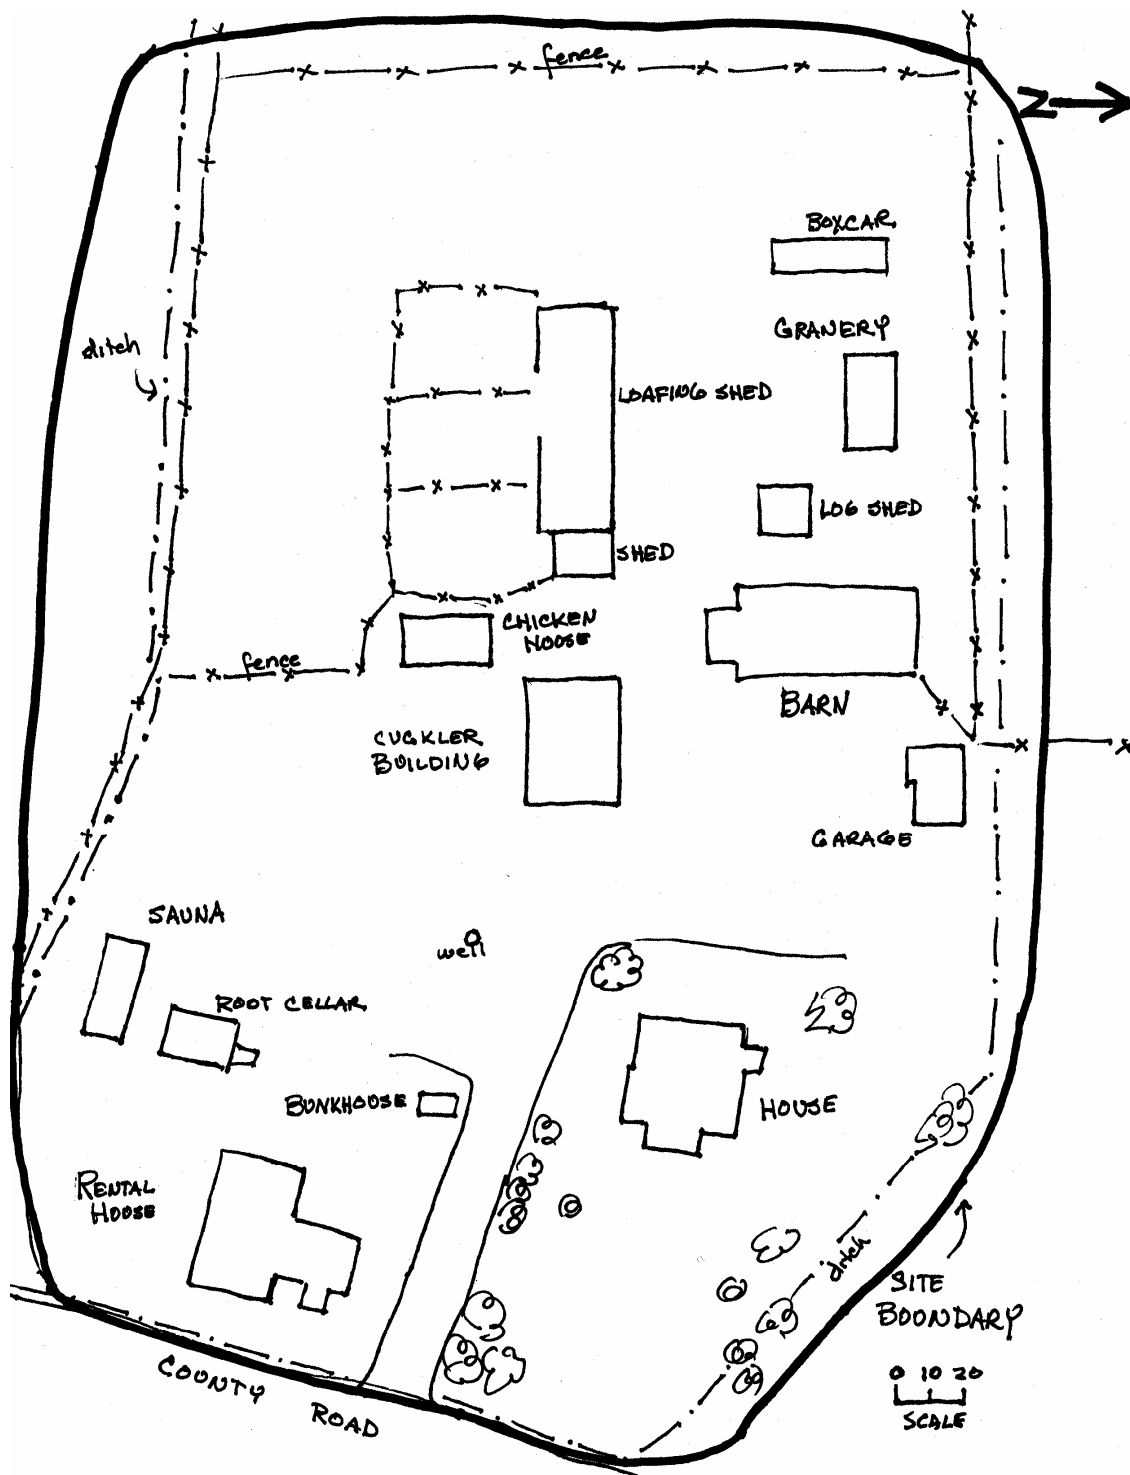 fence
N
BOXCAR
GRANERY
ditch
LOAFING SHED
LOG SHED
SHED
CHICKEN
HOUSE
fence
BARN
CUCKLER
BUILDING
GARAGE
SAUNA
well
ROOT CELLAR
BUNKHOUSE
HOUSE
RENTAL
HOUSE
ditch
SITE
BOUNDARY
COUNTY ROAD
0 10 20
SCALE